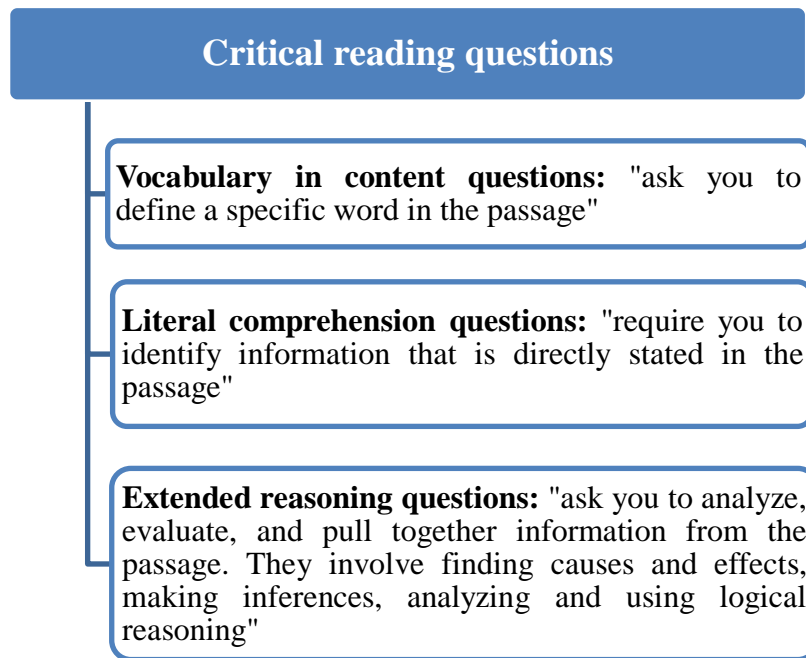 Critical reading questions
Vocabulary in content questions: "ask you to
define a specific word in the passage"
Literal comprehension questions: "require you to
identify information that is directly stated in the
passage"
Extended reasoning questions: "ask you to analyze,
evaluate, and pull together information from the
passage. They involve finding causes and effects,
making inferences, analyzing and using logical
reasoning"